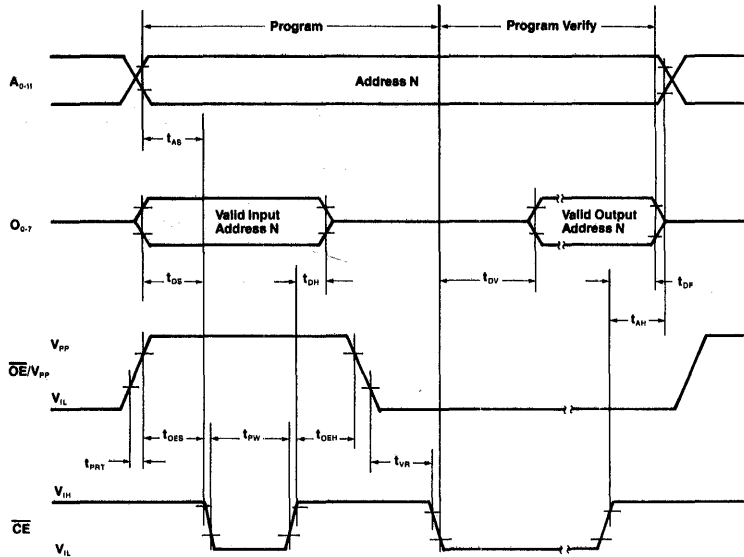 Program
Program Verify
A₀₋₁₁
Address N
tAS
O₀₋₇
Valid Input
Address N
Valid Output
Address N
tDS
tDH
tDV
tDF
tAH
VPP
OE/VPP
VIL
tOES
tPW
tOEH
tPRT
tVR
VIH
CE
VIL